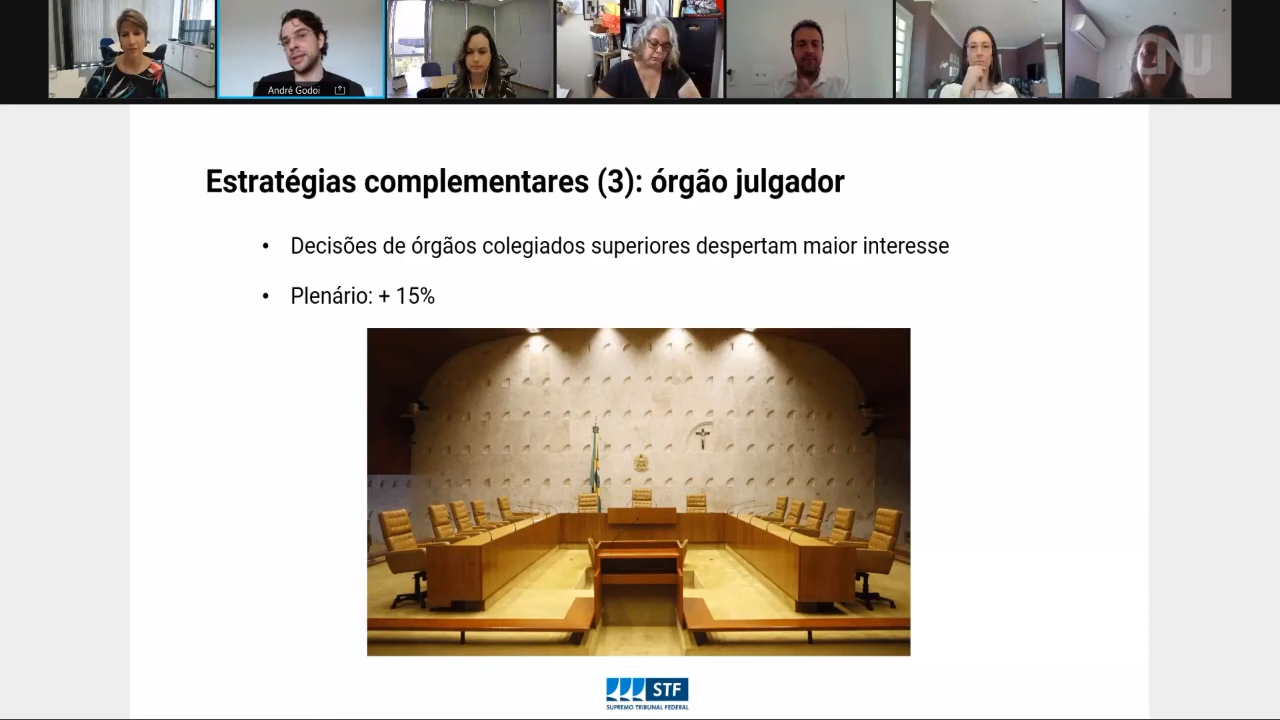 André Godoi
CNJ
Estratégias complementares (3): órgão julgador
• Decisões de órgãos colegiados superiores despertam maior interesse
• Plenário: + 15%
STF
SUPREMO TRIBUNAL FEDERAL